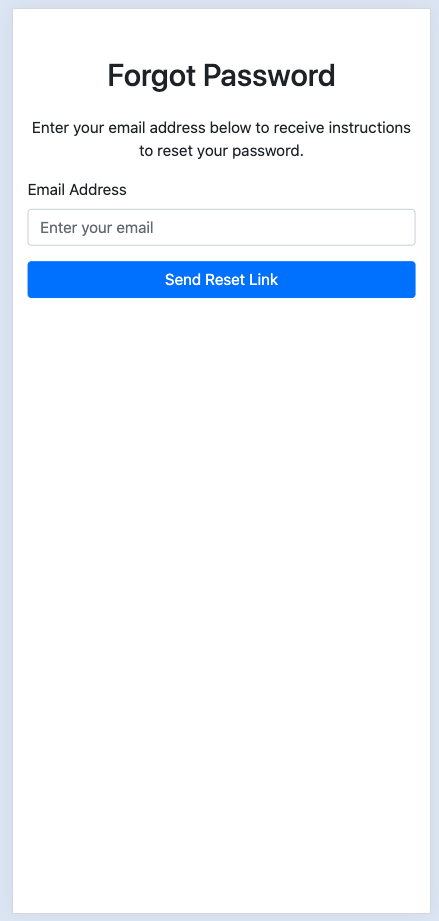 Forgot Password
Enter your email address below to receive instructions
to reset your password.
Email Address
Enter your email
Send Reset Link